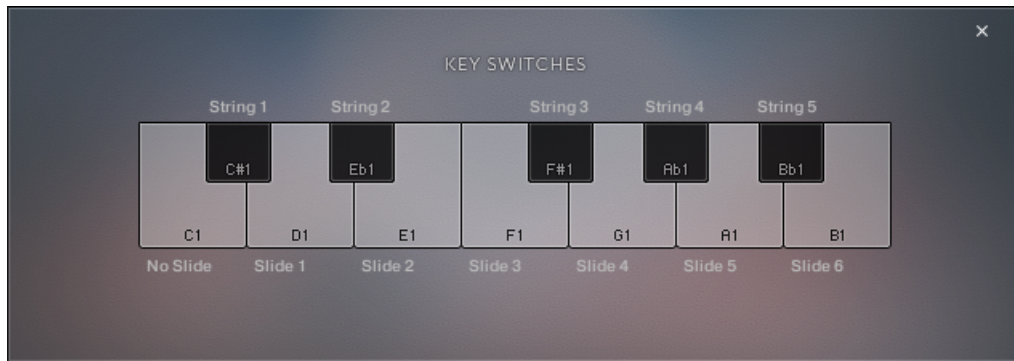 ×
KEY SWITCHES
String 1 String 2 String 3 String 4 String 5
C#1 Eb1 F#1 Ab1 Bb1
C1 D1 E1 F1 G1 A1 B1
No Slide Slide 1 Slide 2 Slide 3 Slide 4 Slide 5 Slide 6